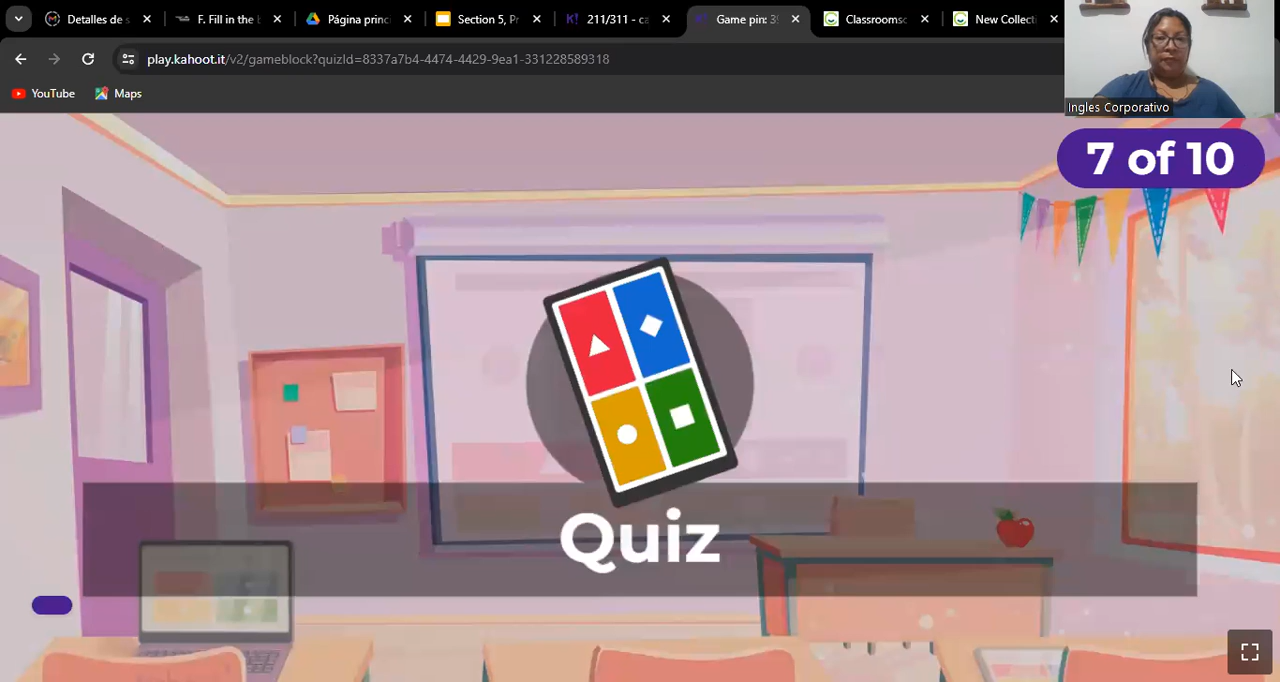 Detalles de s
F. Fill in the b
Página princ
Section 5, Pr
211/311 - ca
Game pin: 3
Classroomsc
New Collecti
play.kahoot.it/v2/gameblock?quizId=8337a7b4-4474-4429-9ea1-331228589318
YouTube
Maps
Ingles Corporativo
7 of 10
Quiz